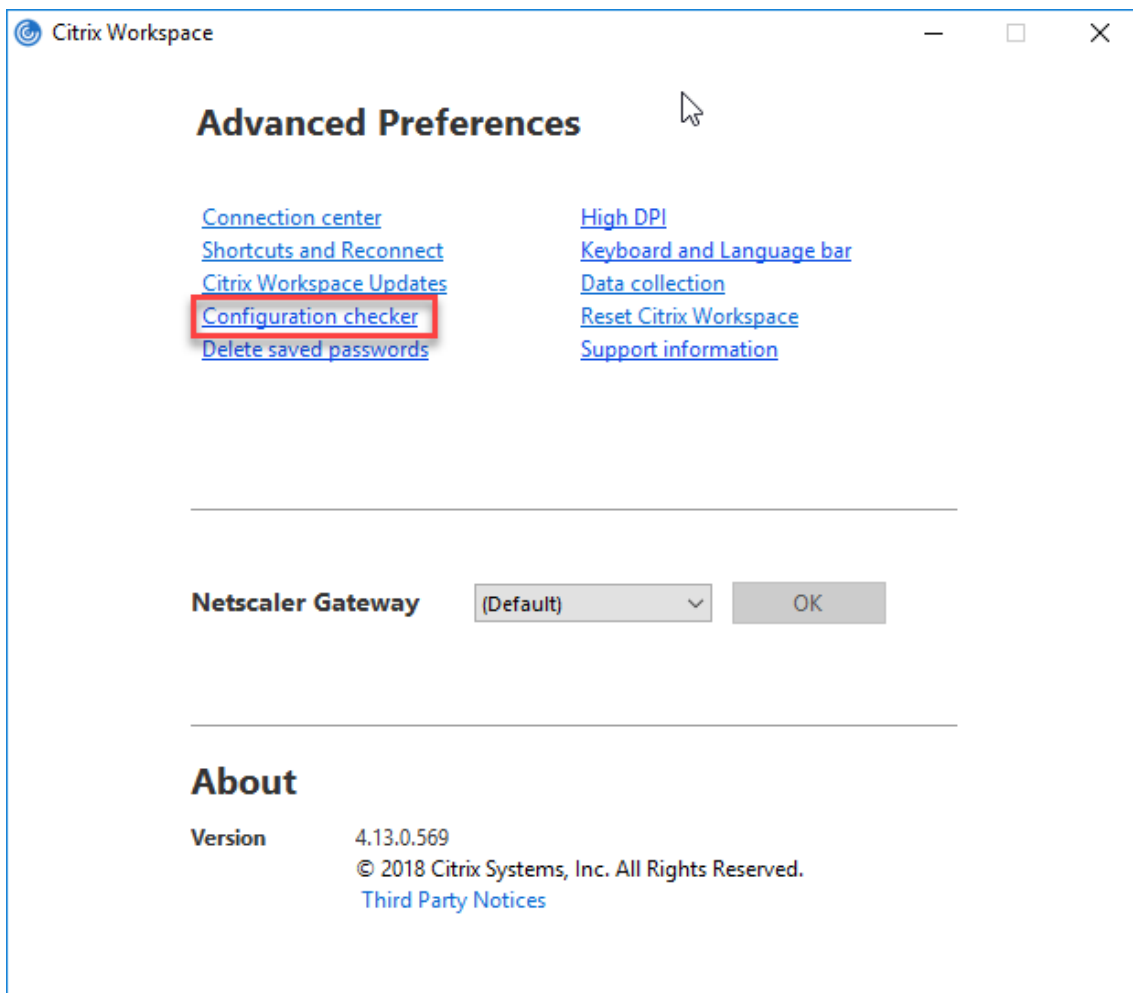 Citrix Workspace
Advanced Preferences
Connection center
Shortcuts and Reconnect
Citrix Workspace Updates
Configuration checker
Delete saved passwords
High DPI
Keyboard and Language bar
Data collection
Reset Citrix Workspace
Support information
Netscaler Gateway (Default) OK
About
Version 4.13.0.569
© 2018 Citrix Systems, Inc. All Rights Reserved.
Third Party Notices